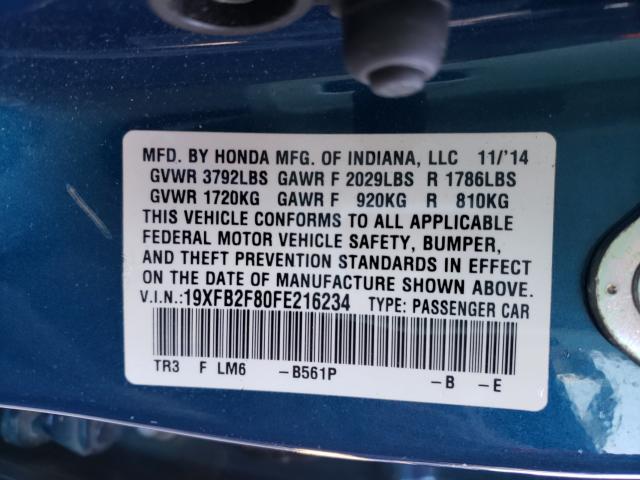 MFD. BY HONDA MFG. OF INDIANA, LLC 11/'14
GVWR 3792LBS GAWR F 2029LBS R 1786LBS
GVWR 1720KG GAWR F 920KG R 810KG
THIS VEHICLE CONFORMS TO ALL APPLICABLE
FEDERAL MOTOR VEHICLE SAFETY, BUMPER,
AND THEFT PREVENTION STANDARDS IN EFFECT
ON THE DATE OF MANUFACTURE SHOWN ABOVE.
V.I.N.:19XFB2F80FE216234 TYPE: PASSENGER CAR
TR3 F LM6 -B561P -B -E